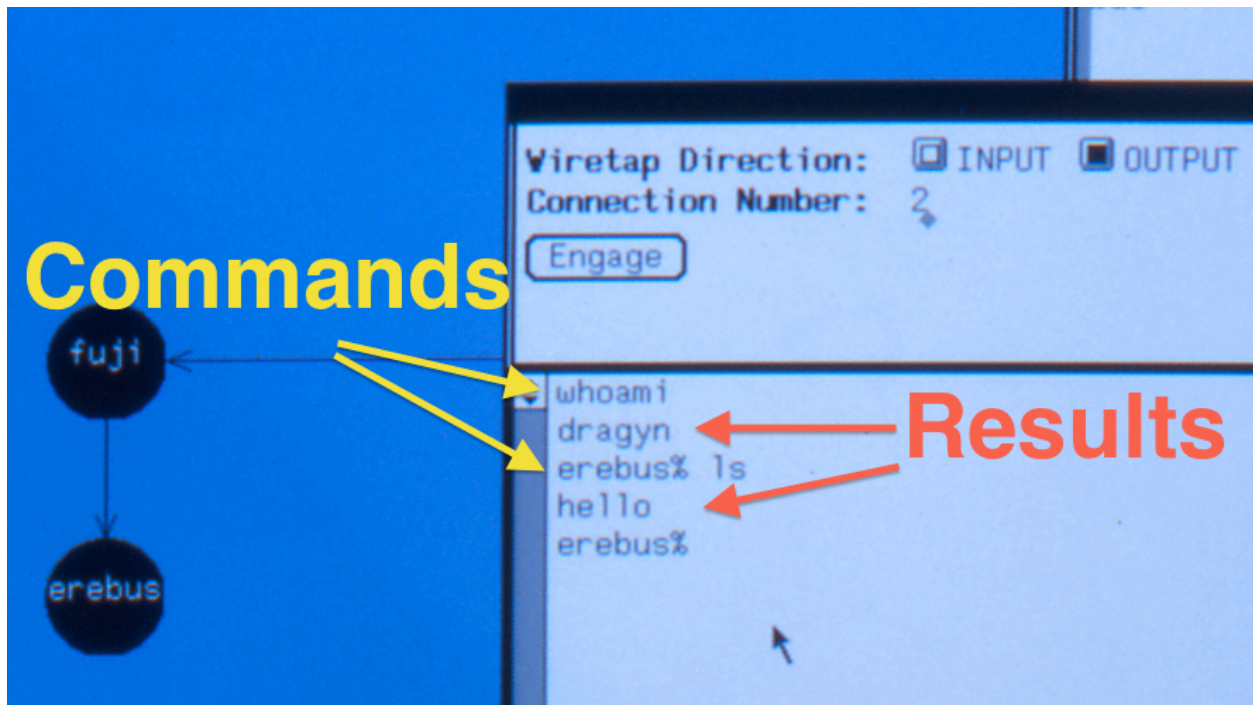 Wiretap Direction: INPUT OUTPUT
Connection Number: 2
Engage
Commands
fuji
whoami
dragyn
Results
erebus% ls
hello
erebus%
erebus